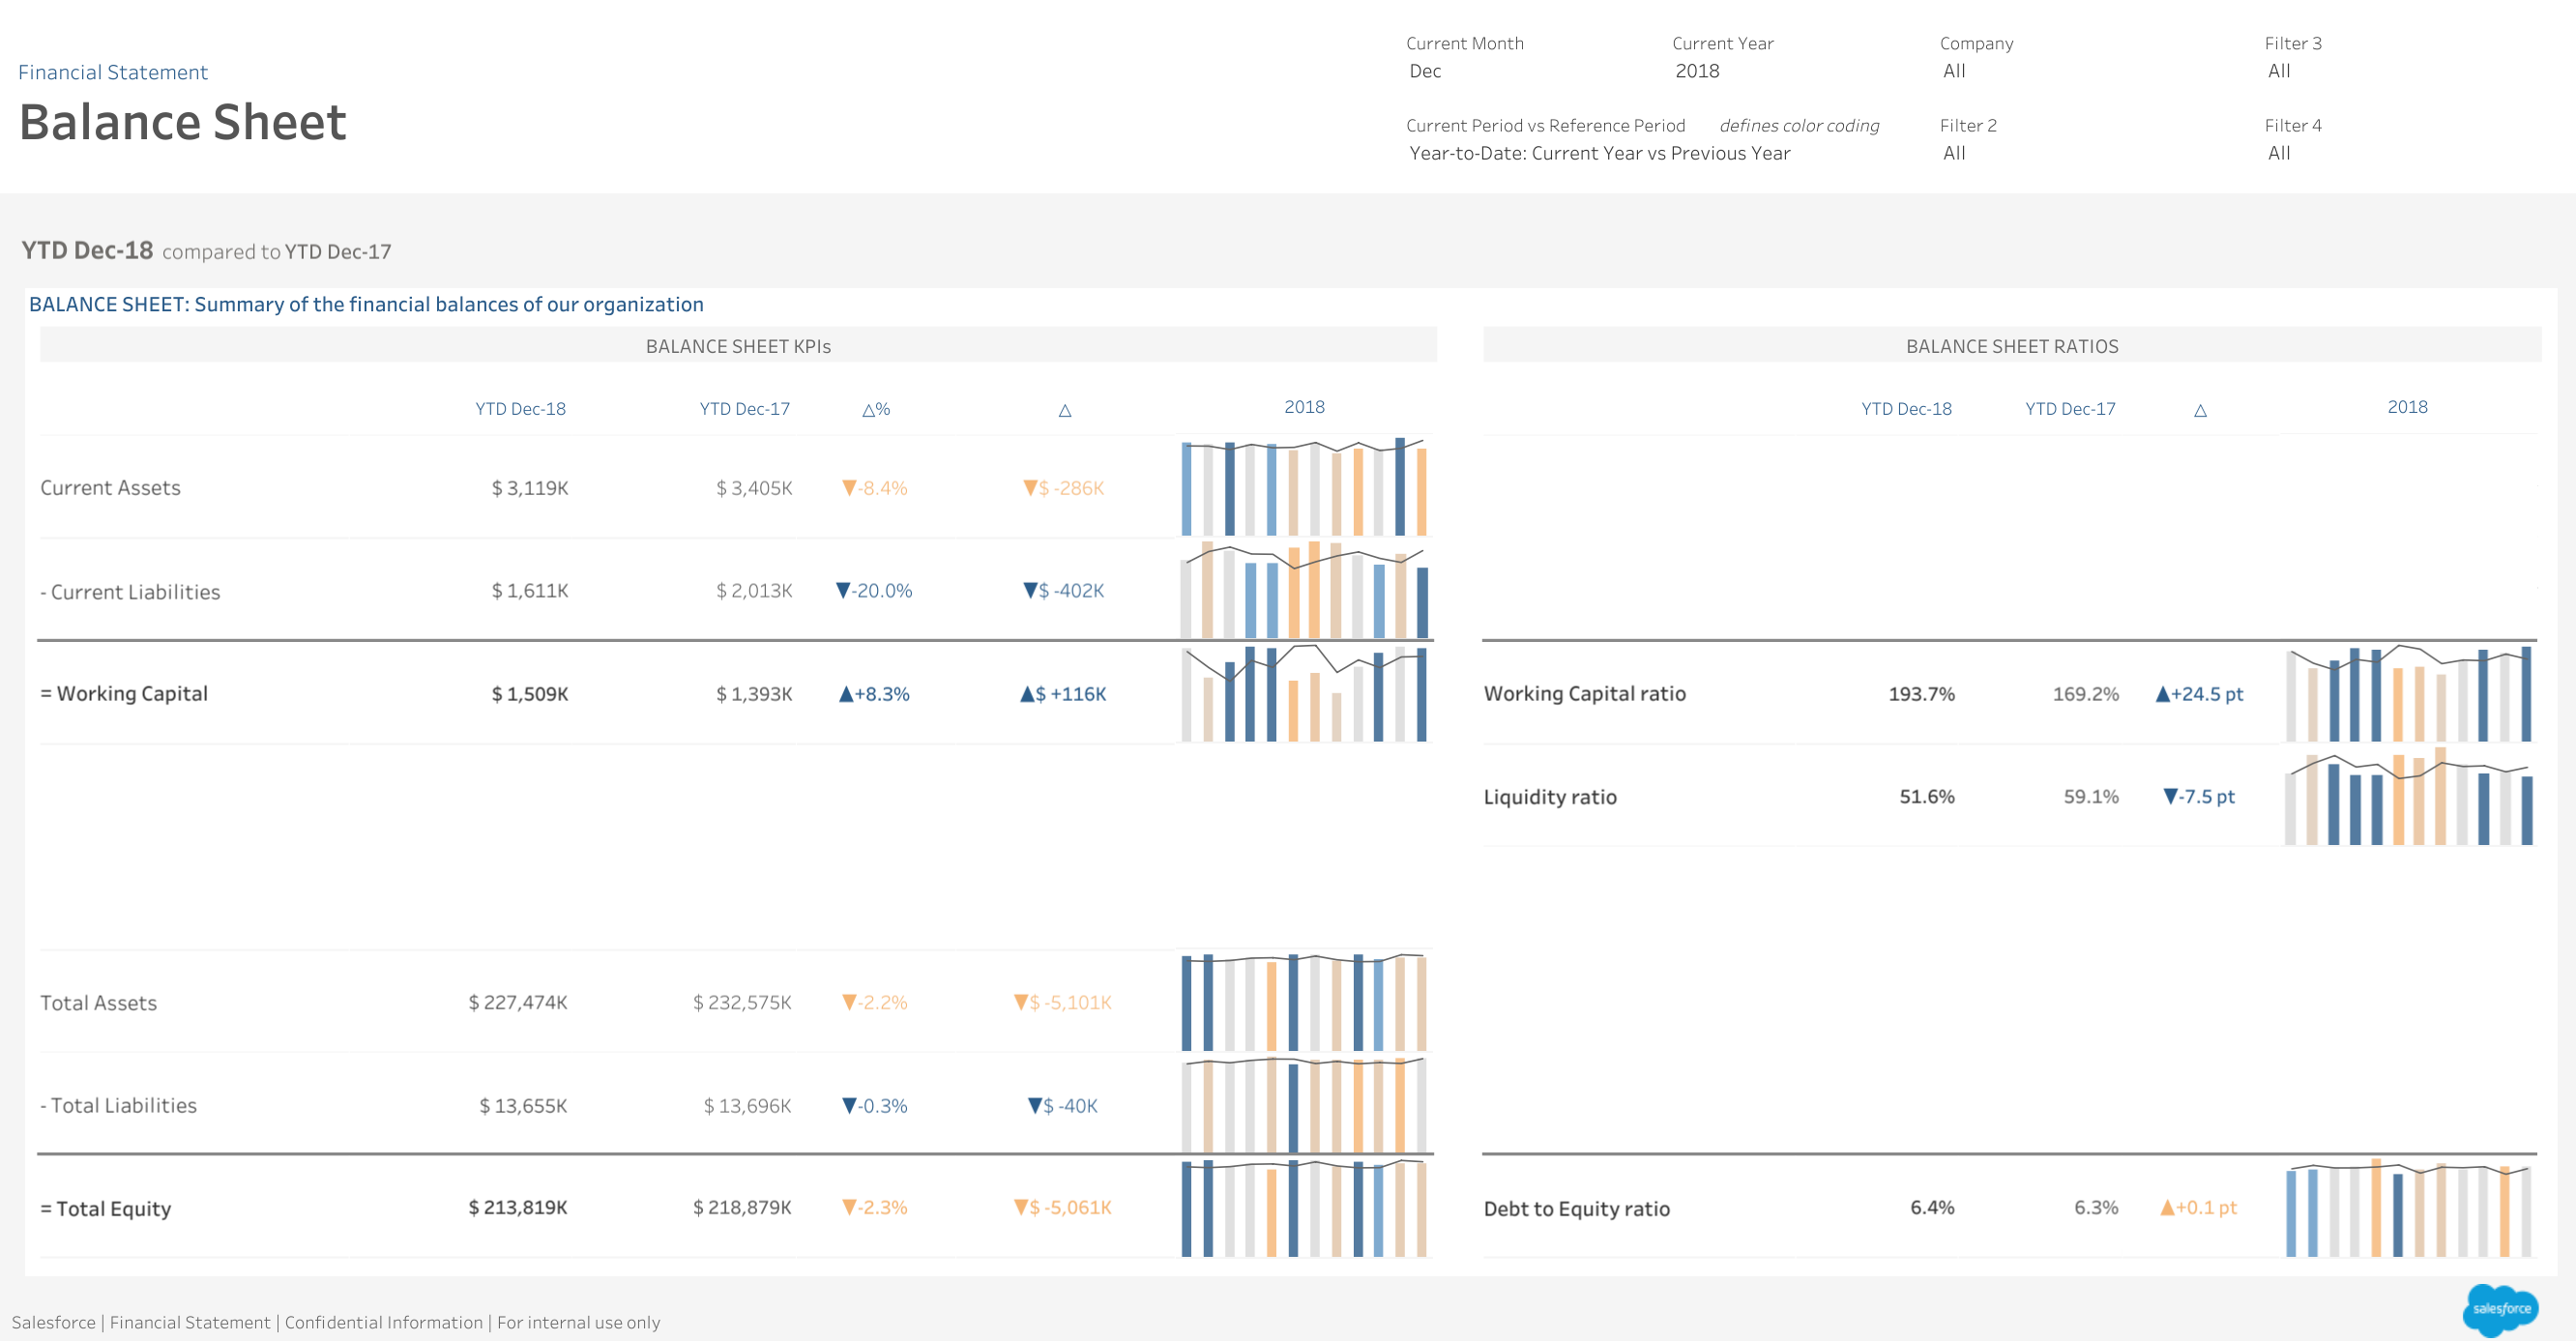 Financial Statement
Balance Sheet
Current Month
Dec
Current Year
2018
Company
All
Filter 3
All
Current Period vs Reference Period defines color coding
Year-to-Date: Current Year vs Previous Year
Filter 2
All
Filter 4
All
YTD Dec-18 compared to YTD Dec-17
BALANCE SHEET: Summary of the financial balances of our organization
BALANCE SHEET KPIs
YTD Dec-18 YTD Dec-17 △% △ 2018
Current Assets $ 3,119K $ 3,405K ▼-8.4% ▼$ -286K
- Current Liabilities $ 1,611K $ 2,013K ▼-20.0% ▼$ -402K
= Working Capital $ 1,509K $ 1,393K ▲+8.3% ▲$ +116K
Total Assets $ 227,474K $ 232,575K ▼-2.2% ▼$ -5,101K
- Total Liabilities $ 13,655K $ 13,696K ▼-0.3% ▼$ -40K
= Total Equity $ 213,819K $ 218,879K ▼-2.3% ▼$ -5,061K
BALANCE SHEET RATIOS
YTD Dec-18 YTD Dec-17 △ 2018
Working Capital ratio 193.7% 169.2% ▲+24.5 pt
Liquidity ratio 51.6% 59.1% ▼-7.5 pt
Debt to Equity ratio 6.4% 6.3% ▲+0.1 pt
Salesforce | Financial Statement | Confidential Information | For internal use only
salesforce